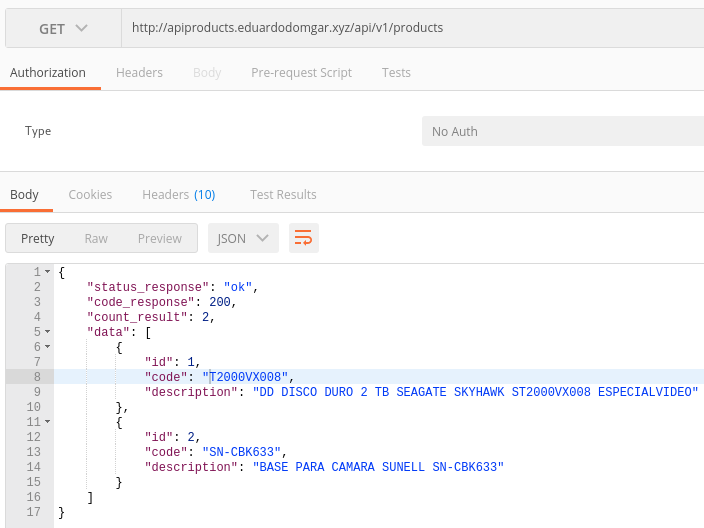 GET http://apiproducts.eduardodomgar.xyz/api/v1/products
Authorization Headers Body Pre-request Script Tests
Type No Auth
Body Cookies Headers (10) Test Results
Pretty Raw Preview JSON
1 {
2 "status_response": "ok",
3 "code_response": 200,
4 "count_result": 2,
5 "data": [
6 {
7 "id": 1,
8 "code": "T2000VX008",
9 "description": "DD DISCO DURO 2 TB SEAGATE SKYHAWK ST2000VX008 ESPECIALVIDEO"
10 },
11 {
12 "id": 2,
13 "code": "SN-CBK633",
14 "description": "BASE PARA CAMARA SUNELL SN-CBK633"
15 }
16 ]
17 }